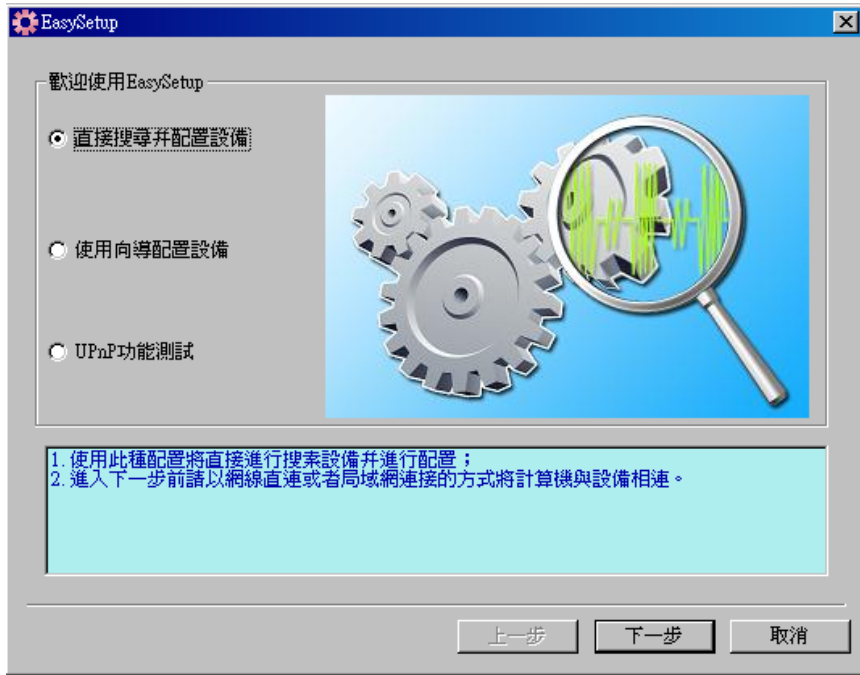 EasySetup
歡迎使用EasySetup
直接搜尋并配置設備
使用向導配置設備
UPnP功能測試
1.使用此種配置將直接進行搜素設備并進行配置；
2.進入下一步前請以網線直連或者局域網連接的方式將計算機與設備相連。
上一步
下一步
取消